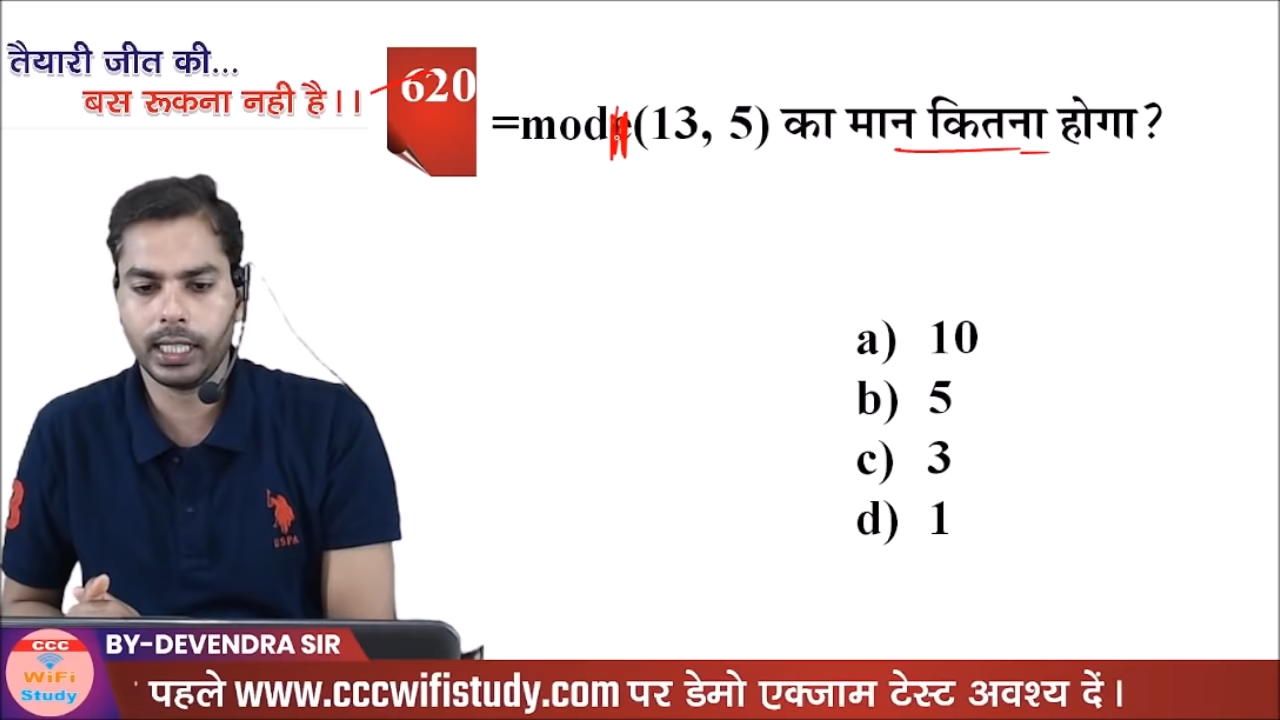 तैयारी जीत की...
बस रूकना नही है।।
620
=mode(13, 5) का मान कितना होगा?
a) 10
b) 5
c) 3
d) 1
USPA
3
BY-DEVENDRA SIR
CCC
WiFi
Study
पहले www.cccwifistudy.com पर डेमो एक्जाम टेस्ट अवश्य दें।